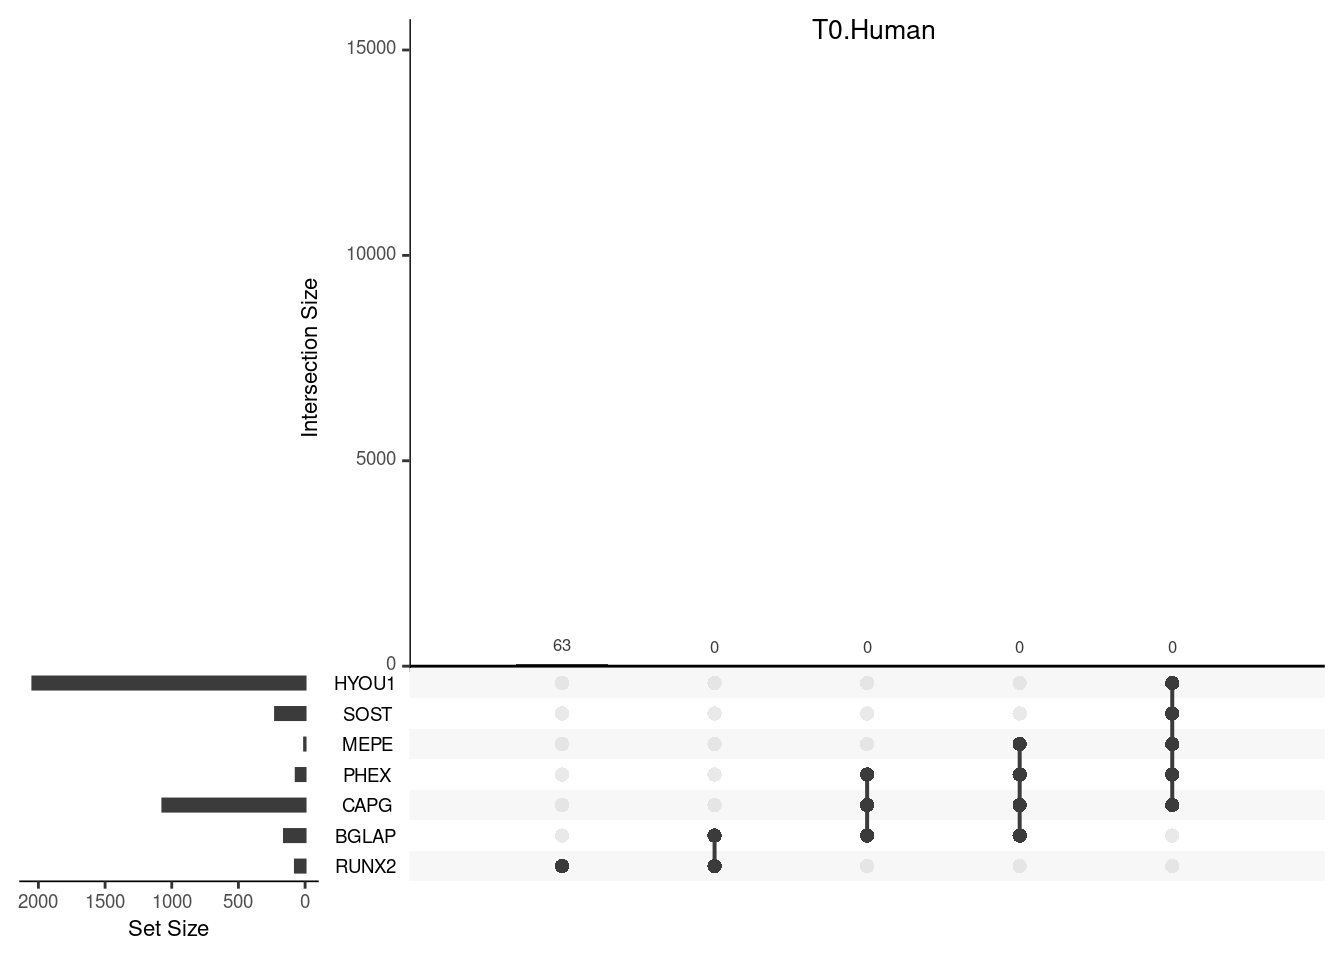 T0.Human
15000
10000
5000
0
Intersection Size
63 0 0 0 0
HYOU1
SOST
MEPE
PHEX
CAPG
BGLAP
RUNX2
2000 1500 1000 500 0
Set Size